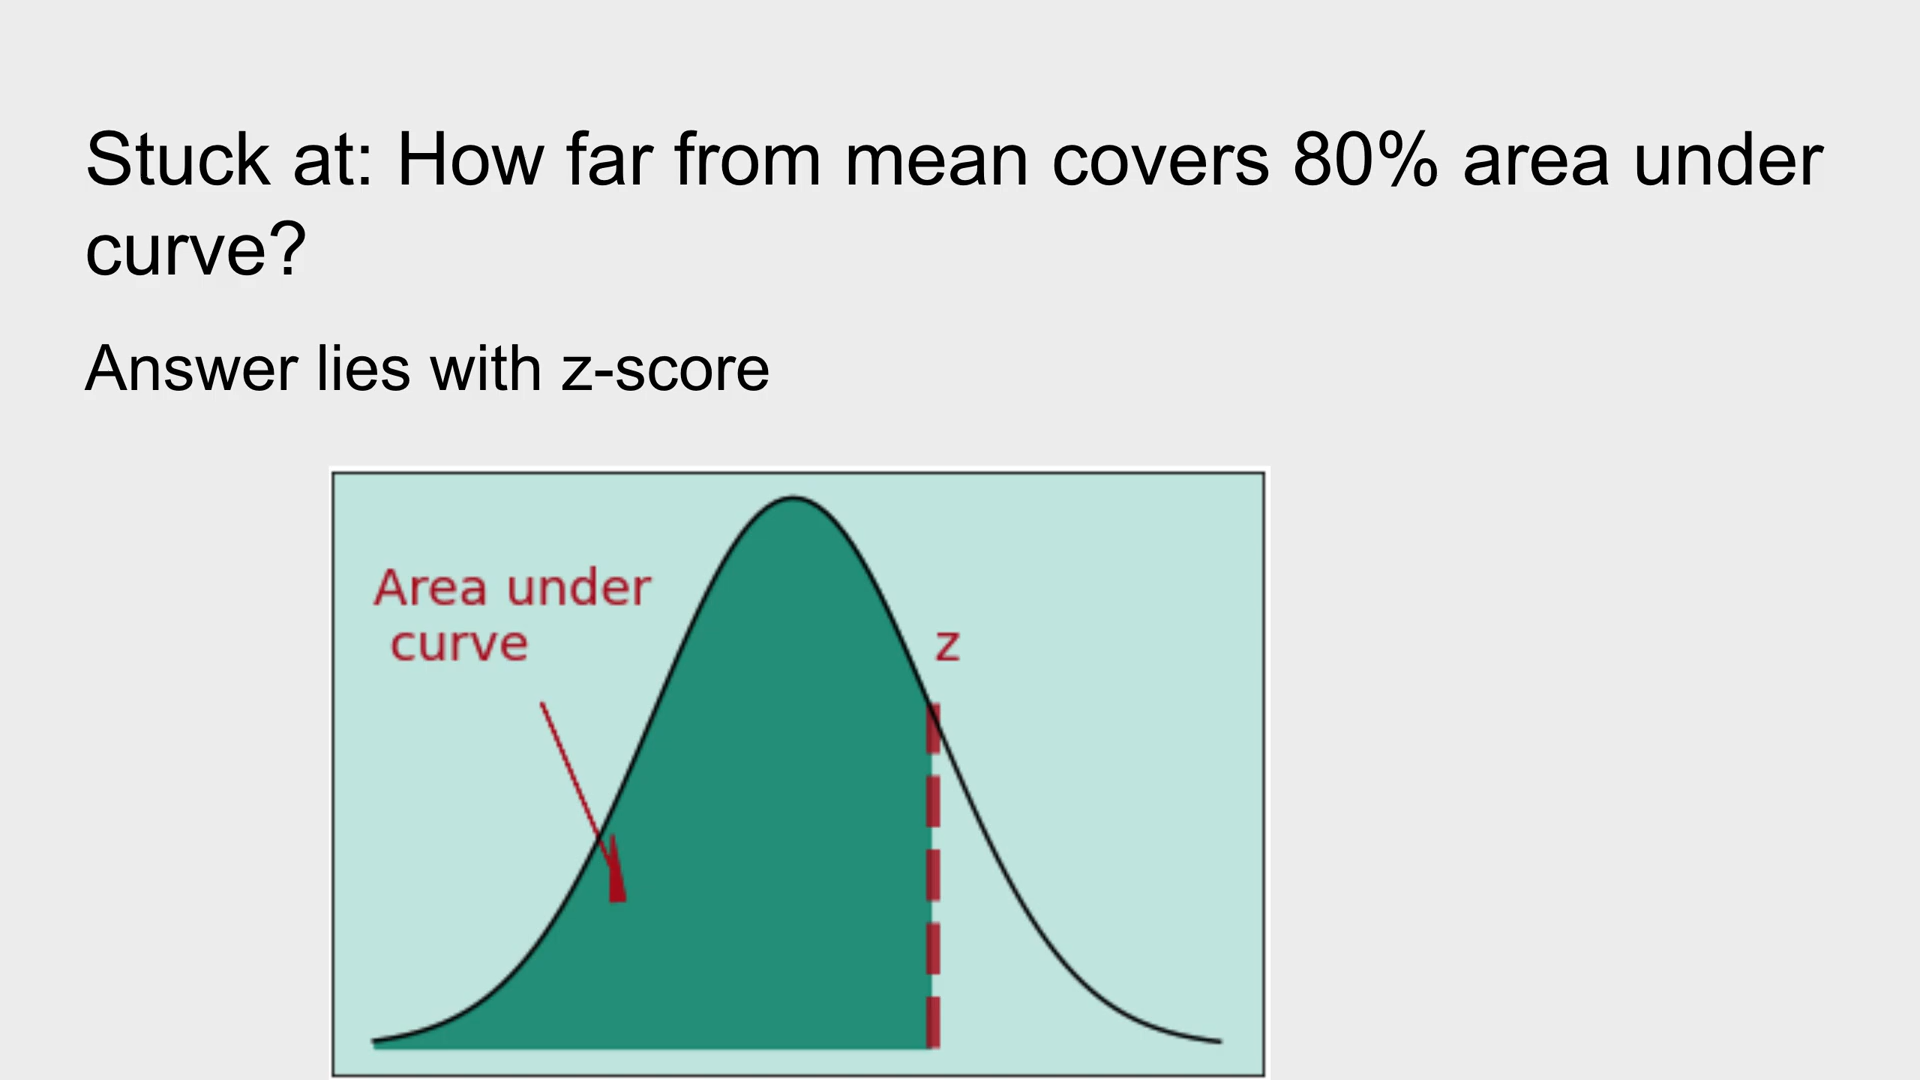 Stuck at: How far from mean covers 80% area under
curve?
Answer lies with z-score
Area under
curve
z